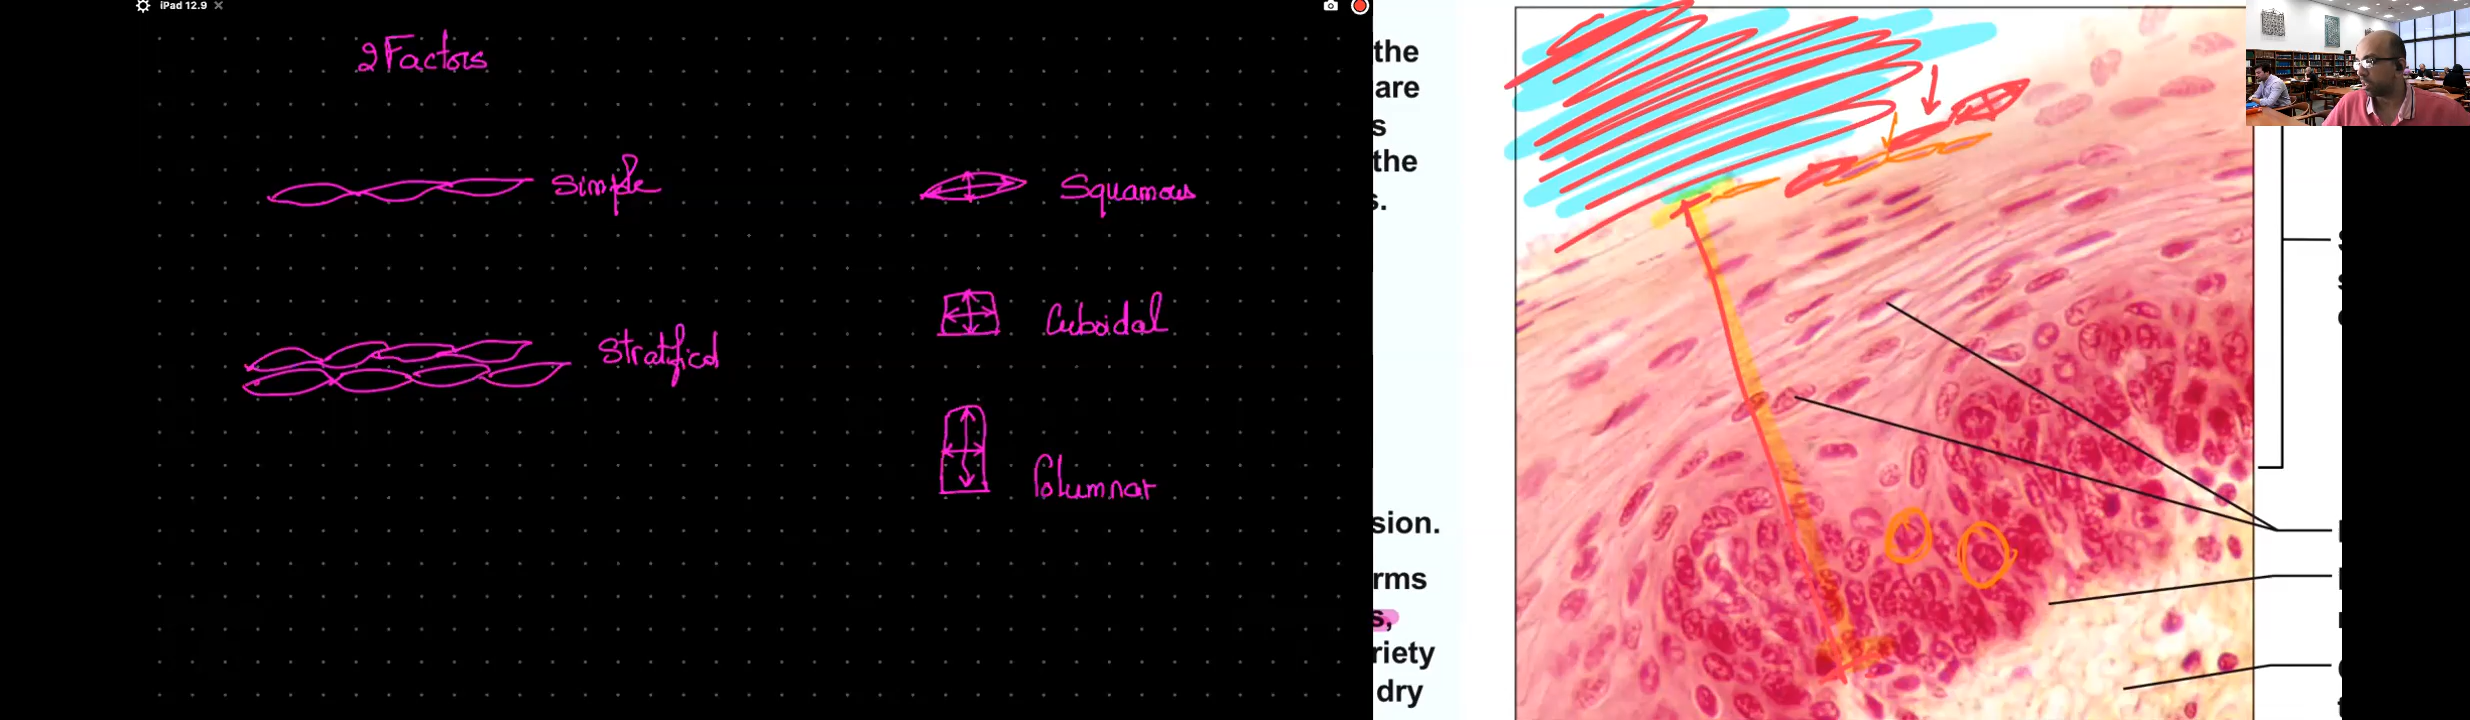 iPad 12.9
2 Factors
Simple
Stratified
Squamous
Cuboidal
Columnar
the
are
s
the
s.
sion.
rms
s,
riety
dry